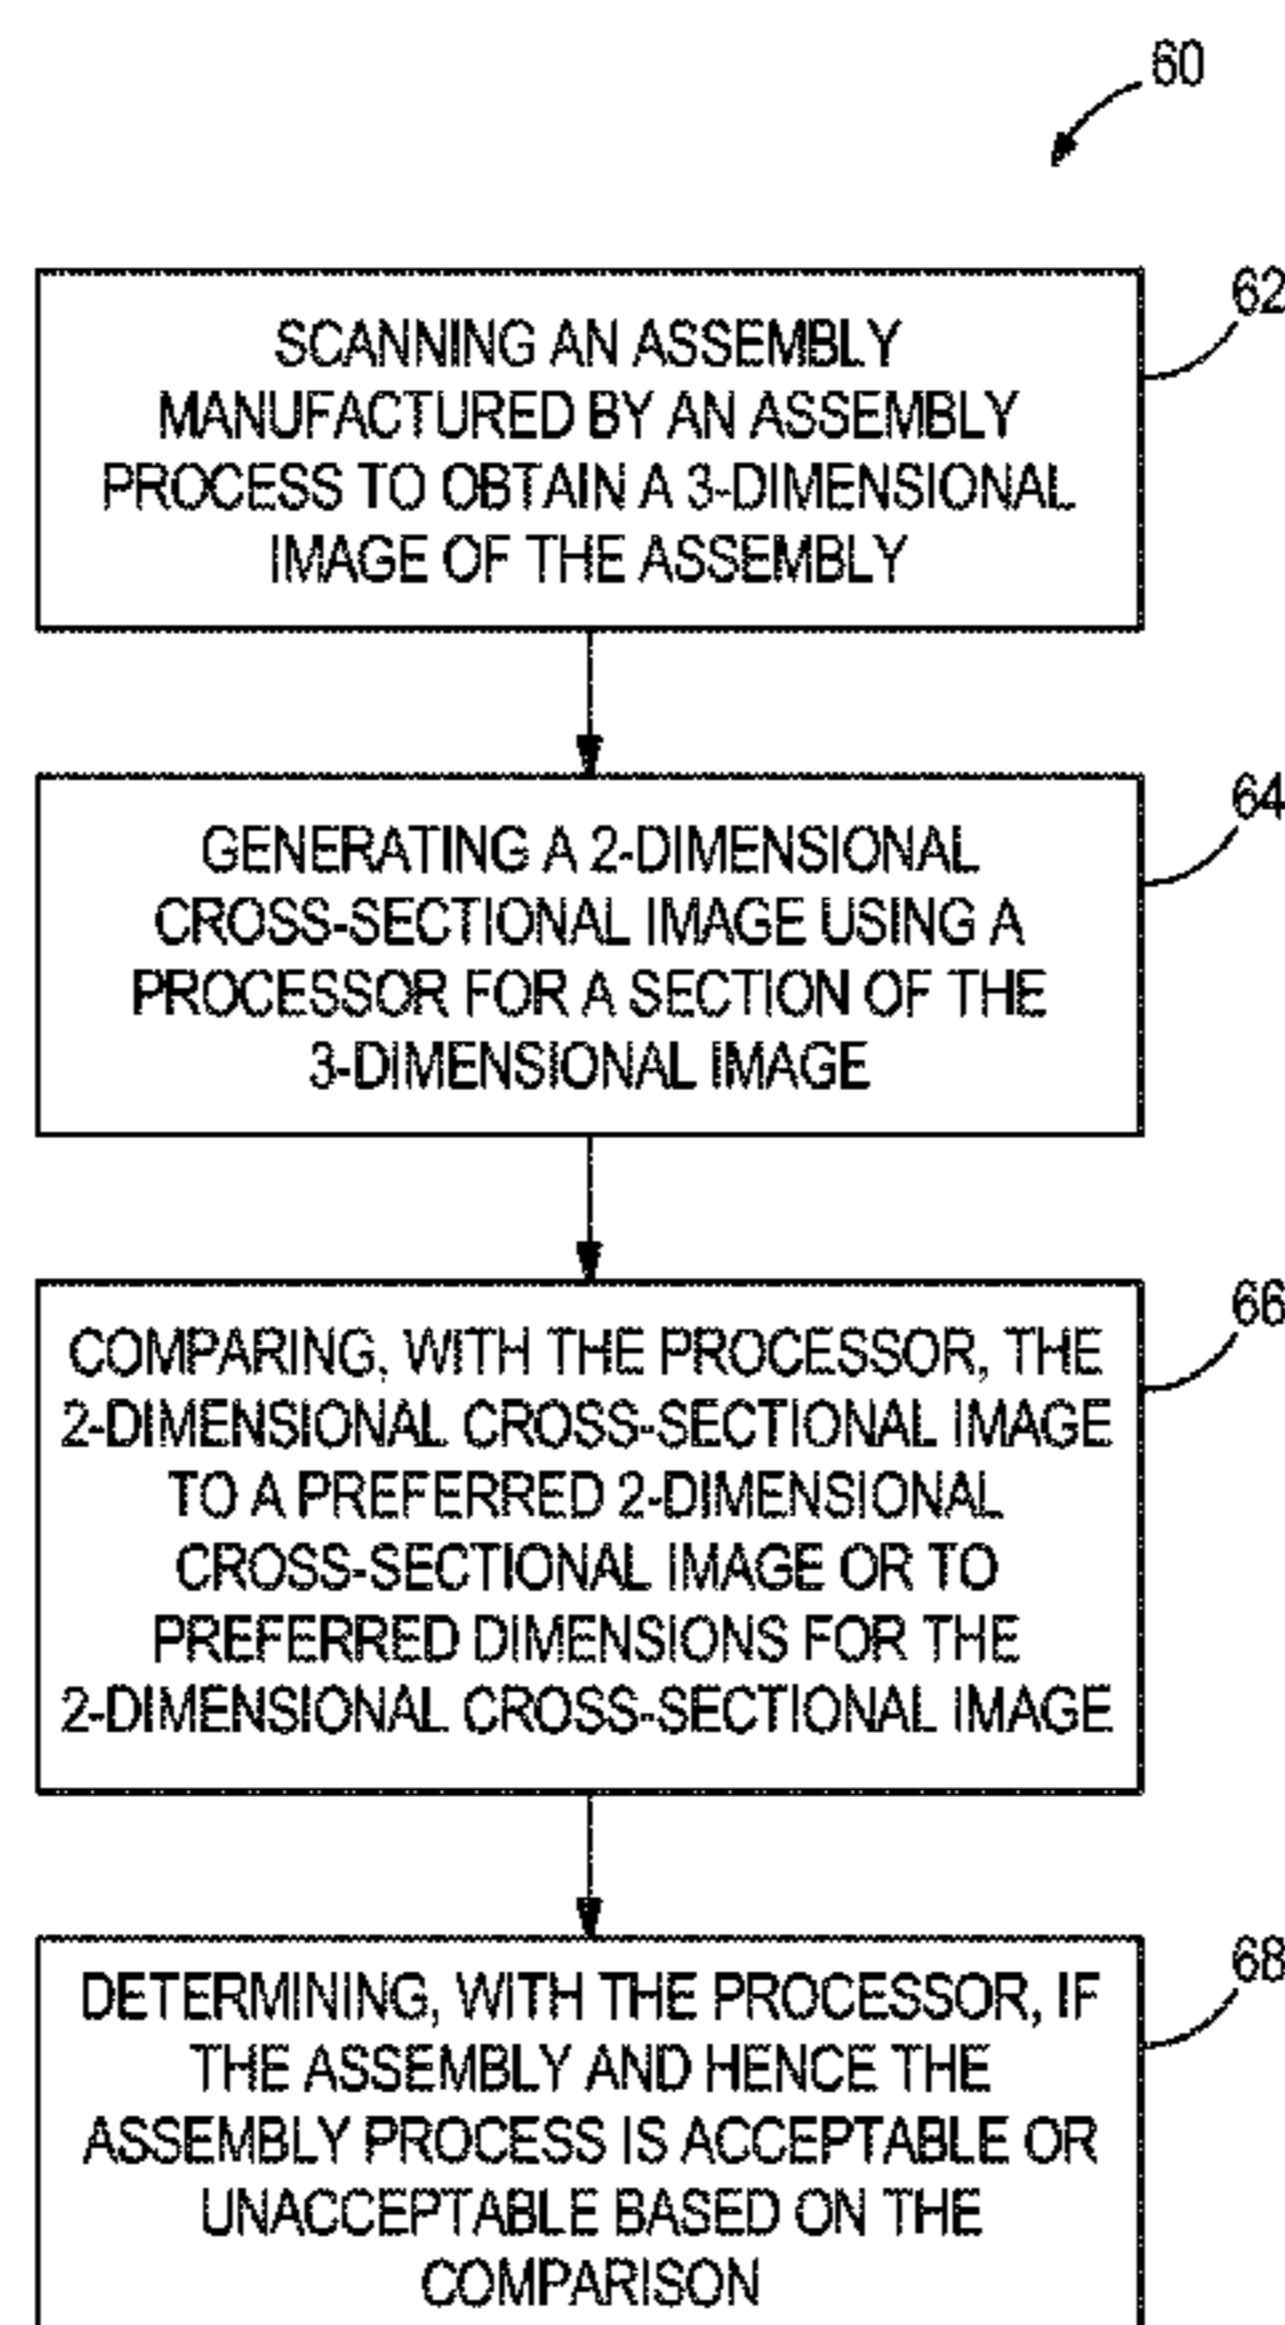 60
62
SCANNING AN ASSEMBLY
MANUFACTURED BY AN ASSEMBLY
PROCESS TO OBTAIN A 3-DIMENSIONAL
IMAGE OF THE ASSEMBLY
64
GENERATING A 2-DIMENSIONAL
CROSS-SECTIONAL IMAGE USING A
PROCESSOR FOR A SECTION OF THE
3-DIMENSIONAL IMAGE
66
COMPARING, WITH THE PROCESSOR, THE
2-DIMENSIONAL CROSS-SECTIONAL IMAGE
TO A PREFERRED 2-DIMENSIONAL
CROSS-SECTIONAL IMAGE OR TO
PREFERRED DIMENSIONS FOR THE
2-DIMENSIONAL CROSS-SECTIONAL IMAGE
68
DETERMINING, WITH THE PROCESSOR, IF
THE ASSEMBLY AND HENCE THE
ASSEMBLY PROCESS IS ACCEPTABLE OR
UNACCEPTABLE BASED ON THE
COMPARISON